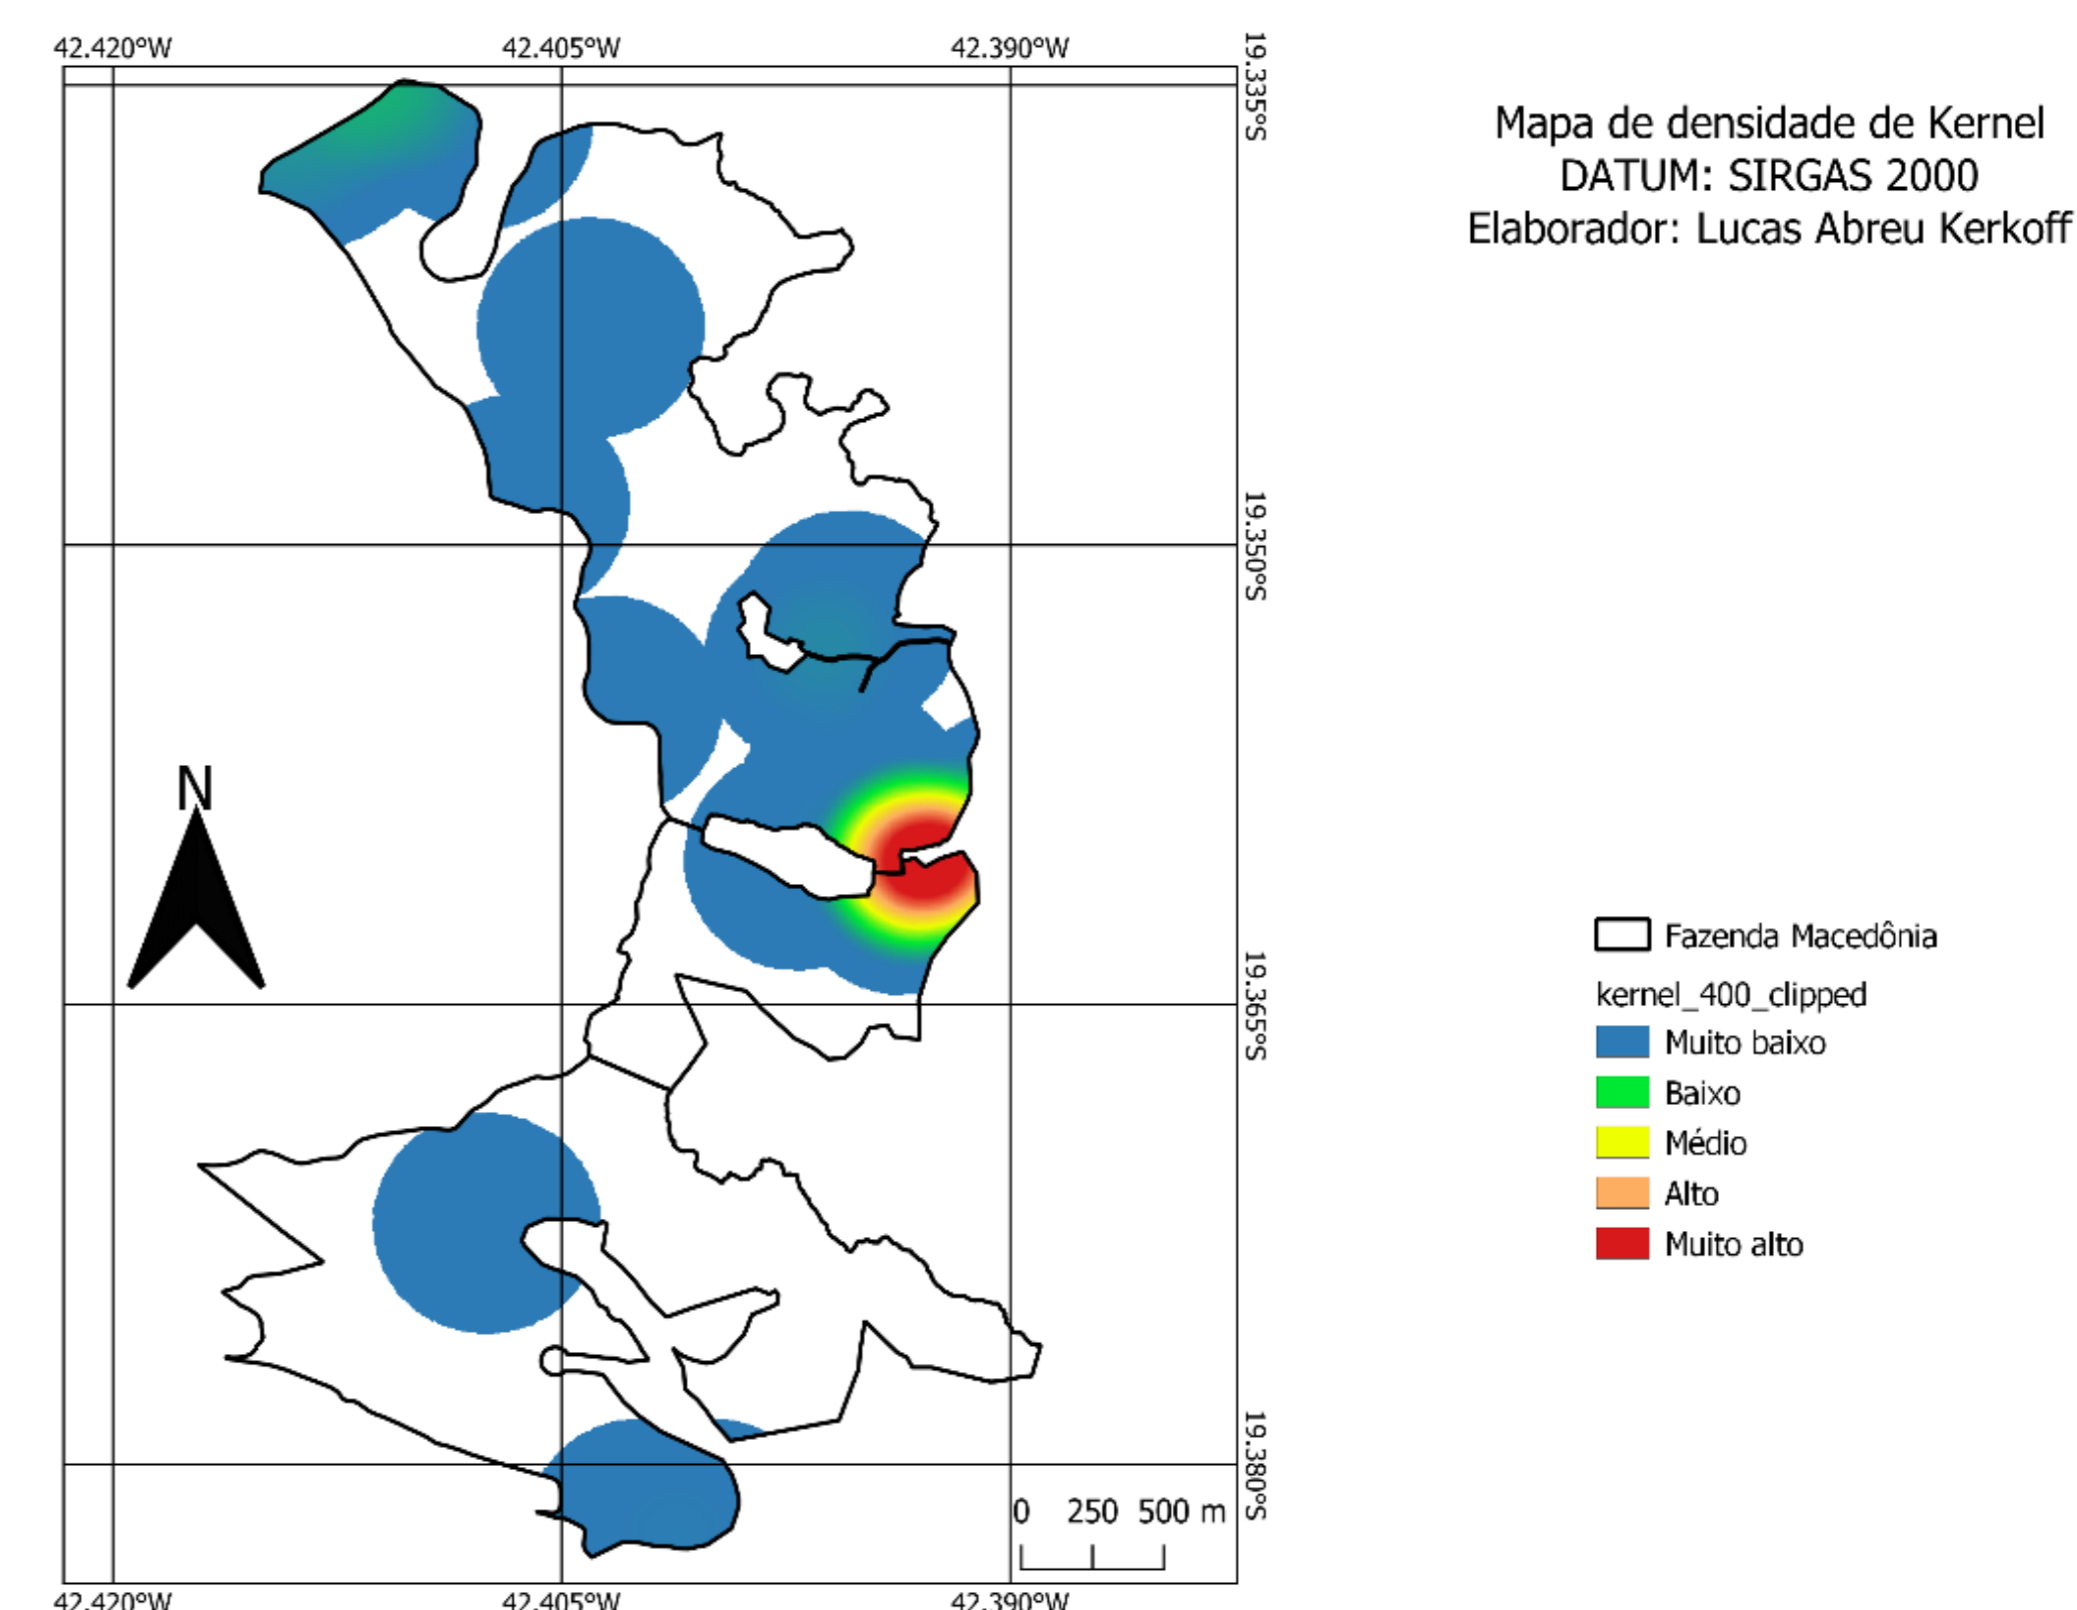 42.420°W
42.405°W
42.390°W
Mapa de densidade de Kernel
DATUM: SIRGAS 2000
Elaborador: Lucas Abreu Kerkoff
19.335°S
19.350°S
19.365°S
19.380°S
N
Fazenda Macedônia
kernel_400_clipped
Muito baixo
Baixo
Médio
Alto
Muito alto
0 250 500 m
42.420°W
42.405°W
42.390°W